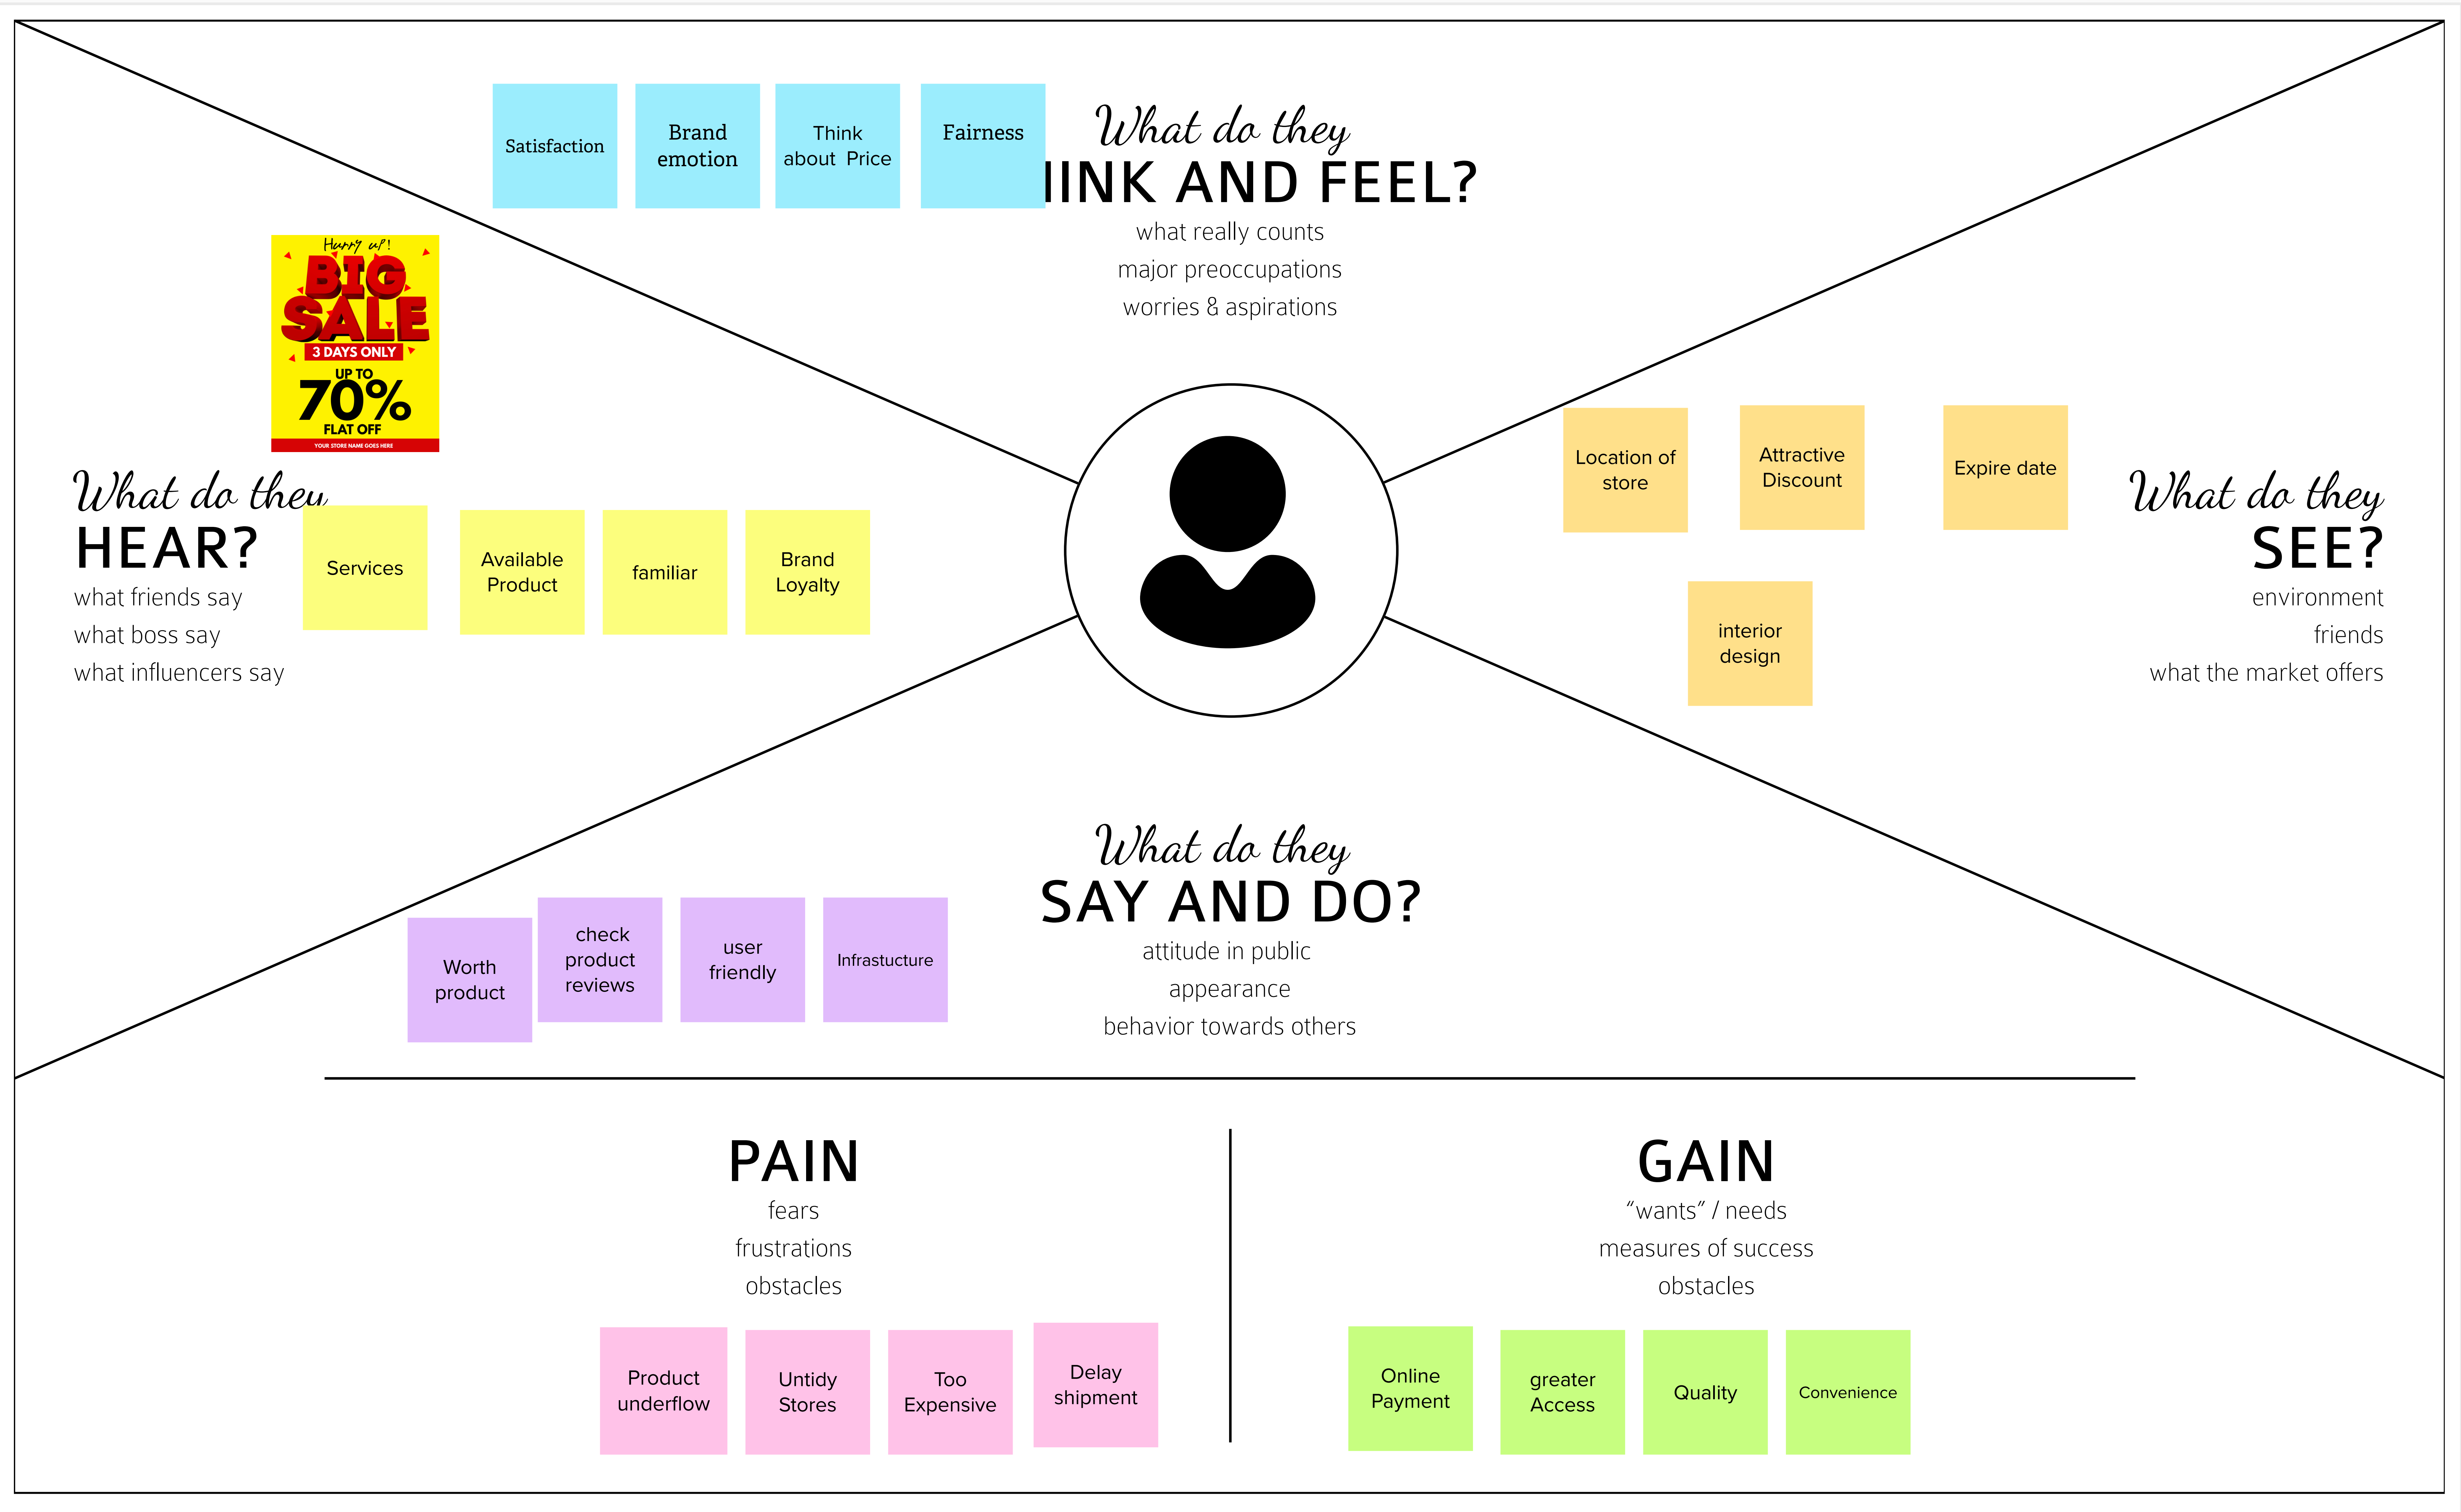 Satisfaction
Brand
emotion
Think
about Price
Fairness
What do they
IINK AND FEEL?
what really counts
major preoccupations
worries & aspirations
Hurry up!
BIG
SALE
3 DAYS ONLY
UP TO
70%
FLAT OFF
YOUR STORE NAME GOES HERE
What do they
HEAR?
what friends say
what boss say
what influencers say
Services
Available
Product
familiar
Brand
Loyalty
Location of
store
Attractive
Discount
Expire date
interior
design
What do they
SEE?
environment
friends
what the market offers
What do they
SAY AND DO?
attitude in public
appearance
behavior towards others
Worth
product
check
product
reviews
user
friendly
Infrastucture
PAIN
fears
frustrations
obstacles
Product
underflow
Untidy
Stores
Too
Expensive
Delay
shipment
GAIN
“wants” / needs
measures of success
obstacles
Online
Payment
greater
Access
Quality
Convenience